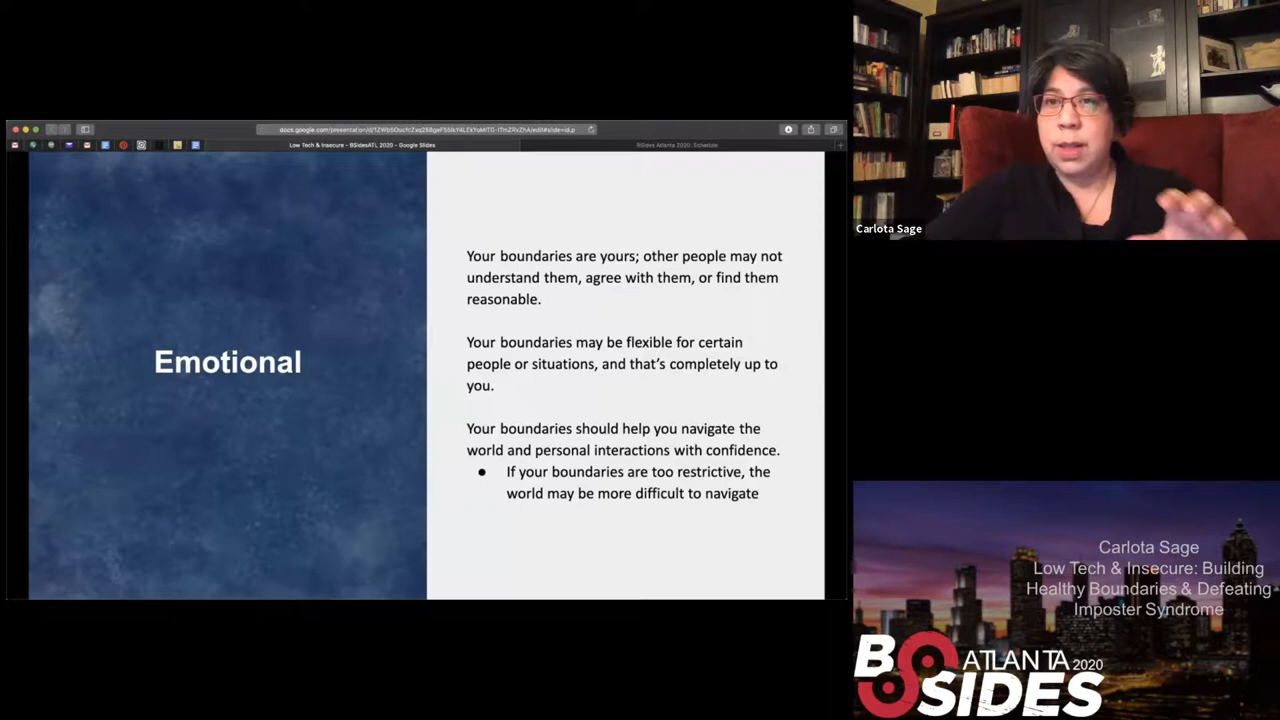 Low Tech & Insecure - BSidesATL 2020 - Google Slides
BSides Atlanta 2020: Schedule
Emotional
Your boundaries are yours; other people may not
understand them, agree with them, or find them
reasonable.
Your boundaries may be flexible for certain
people or situations, and that's completely up to
you.
Your boundaries should help you navigate the
world and personal interactions with confidence.
● If your boundaries are too restrictive, the
world may be more difficult to navigate
Carlota Sage
Carlota Sage
Low Tech & Insecure: Building
Healthy Boundaries & Defeating
Imposter Syndrome
BSIDES ATLANTA 2020